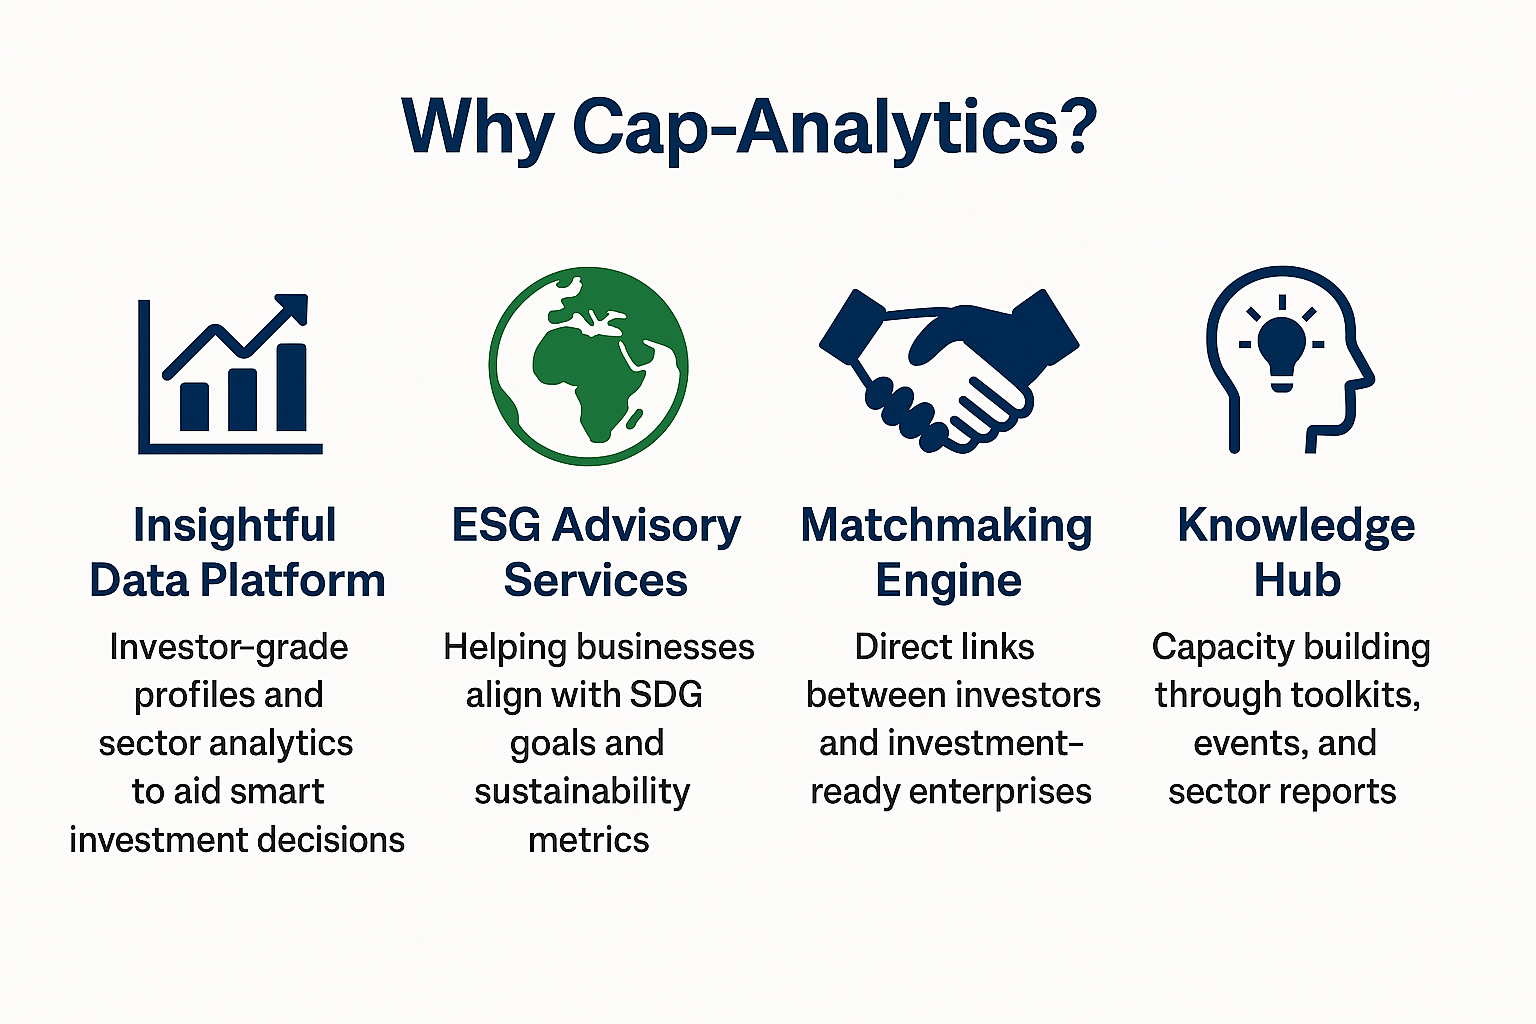 Why Cap-Analytics?
Insightful
Data Platform
Investor-grade
profiles and
sector analytics
to aid smart
investment decisions
ESG Advisory
Services
Helping businesses
align with SDG
goals and
sustainability
metrics
Matchmaking
Engine
Direct links
between investors
and investment-
ready enterprises
Knowledge
Hub
Capacity building
through toolkits,
events, and
sector reports